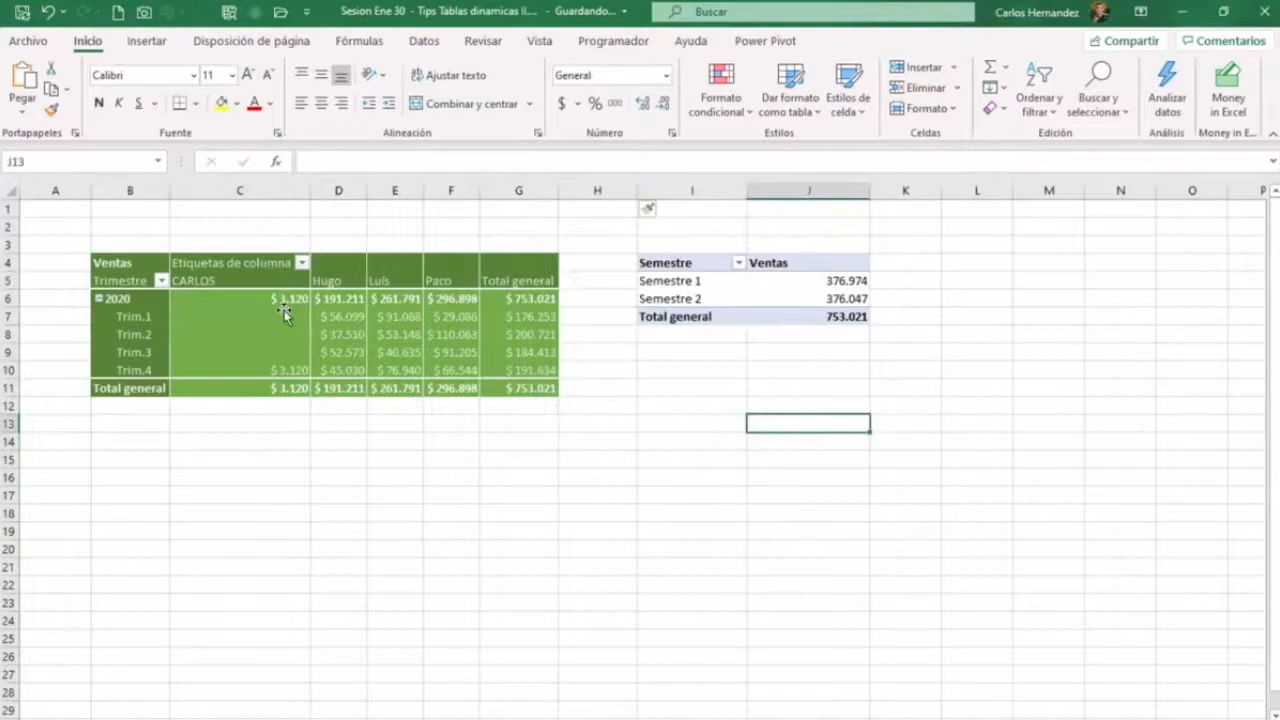 Sesion Ene 30 - Tips Tablas dinamicas II.... - Guardando...
Buscar
Carlos Hernandez
Archivo Inicio Insertar Disposición de página Fórmulas Datos Revisar Vista Programador Ayuda Power Pivot
Compartir Comentarios
Pegar
Calibri 11
N K S
Ajustar texto
Combinar y centrar
General
$ % 000
Formato condicional
Dar formato como tabla
Estilos de celda
Insertar
Eliminar
Formato
Ordenar y filtrar
Buscar y seleccionar
Analizar datos
Money in Excel
Portapapeles Fuente Alineación Número Estilos Celdas Edición Análisis Money in E...
J13 fx
A B C D E F G H I J K L M N O P
1
2
3
4 Ventas Etiquetas de columna Semestre Ventas
5 Trimestre CARLOS Hugo Luís Paco Total general Semestre 1 376.974
6 2020 $ 3.120 $ 191.211 $ 261.791 $ 296.898 $ 753.021 Semestre 2 376.047
7 Trim.1 $ 56.099 $ 91.068 $ 29.086 $ 176.253 Total general 753.021
8 Trim.2 $ 37.510 $ 53.148 $ 110.063 $ 200.721
9 Trim.3 $ 52.573 $ 40.635 $ 91.205 $ 184.413
10 Trim.4 $ 3.120 $ 45.030 $ 76.940 $ 66.544 $ 191.634
11 Total general $ 3.120 $ 191.211 $ 261.791 $ 296.898 $ 753.021
12
13
14
15
16
17
18
19
20
21
22
23
24
25
26
27
28
29